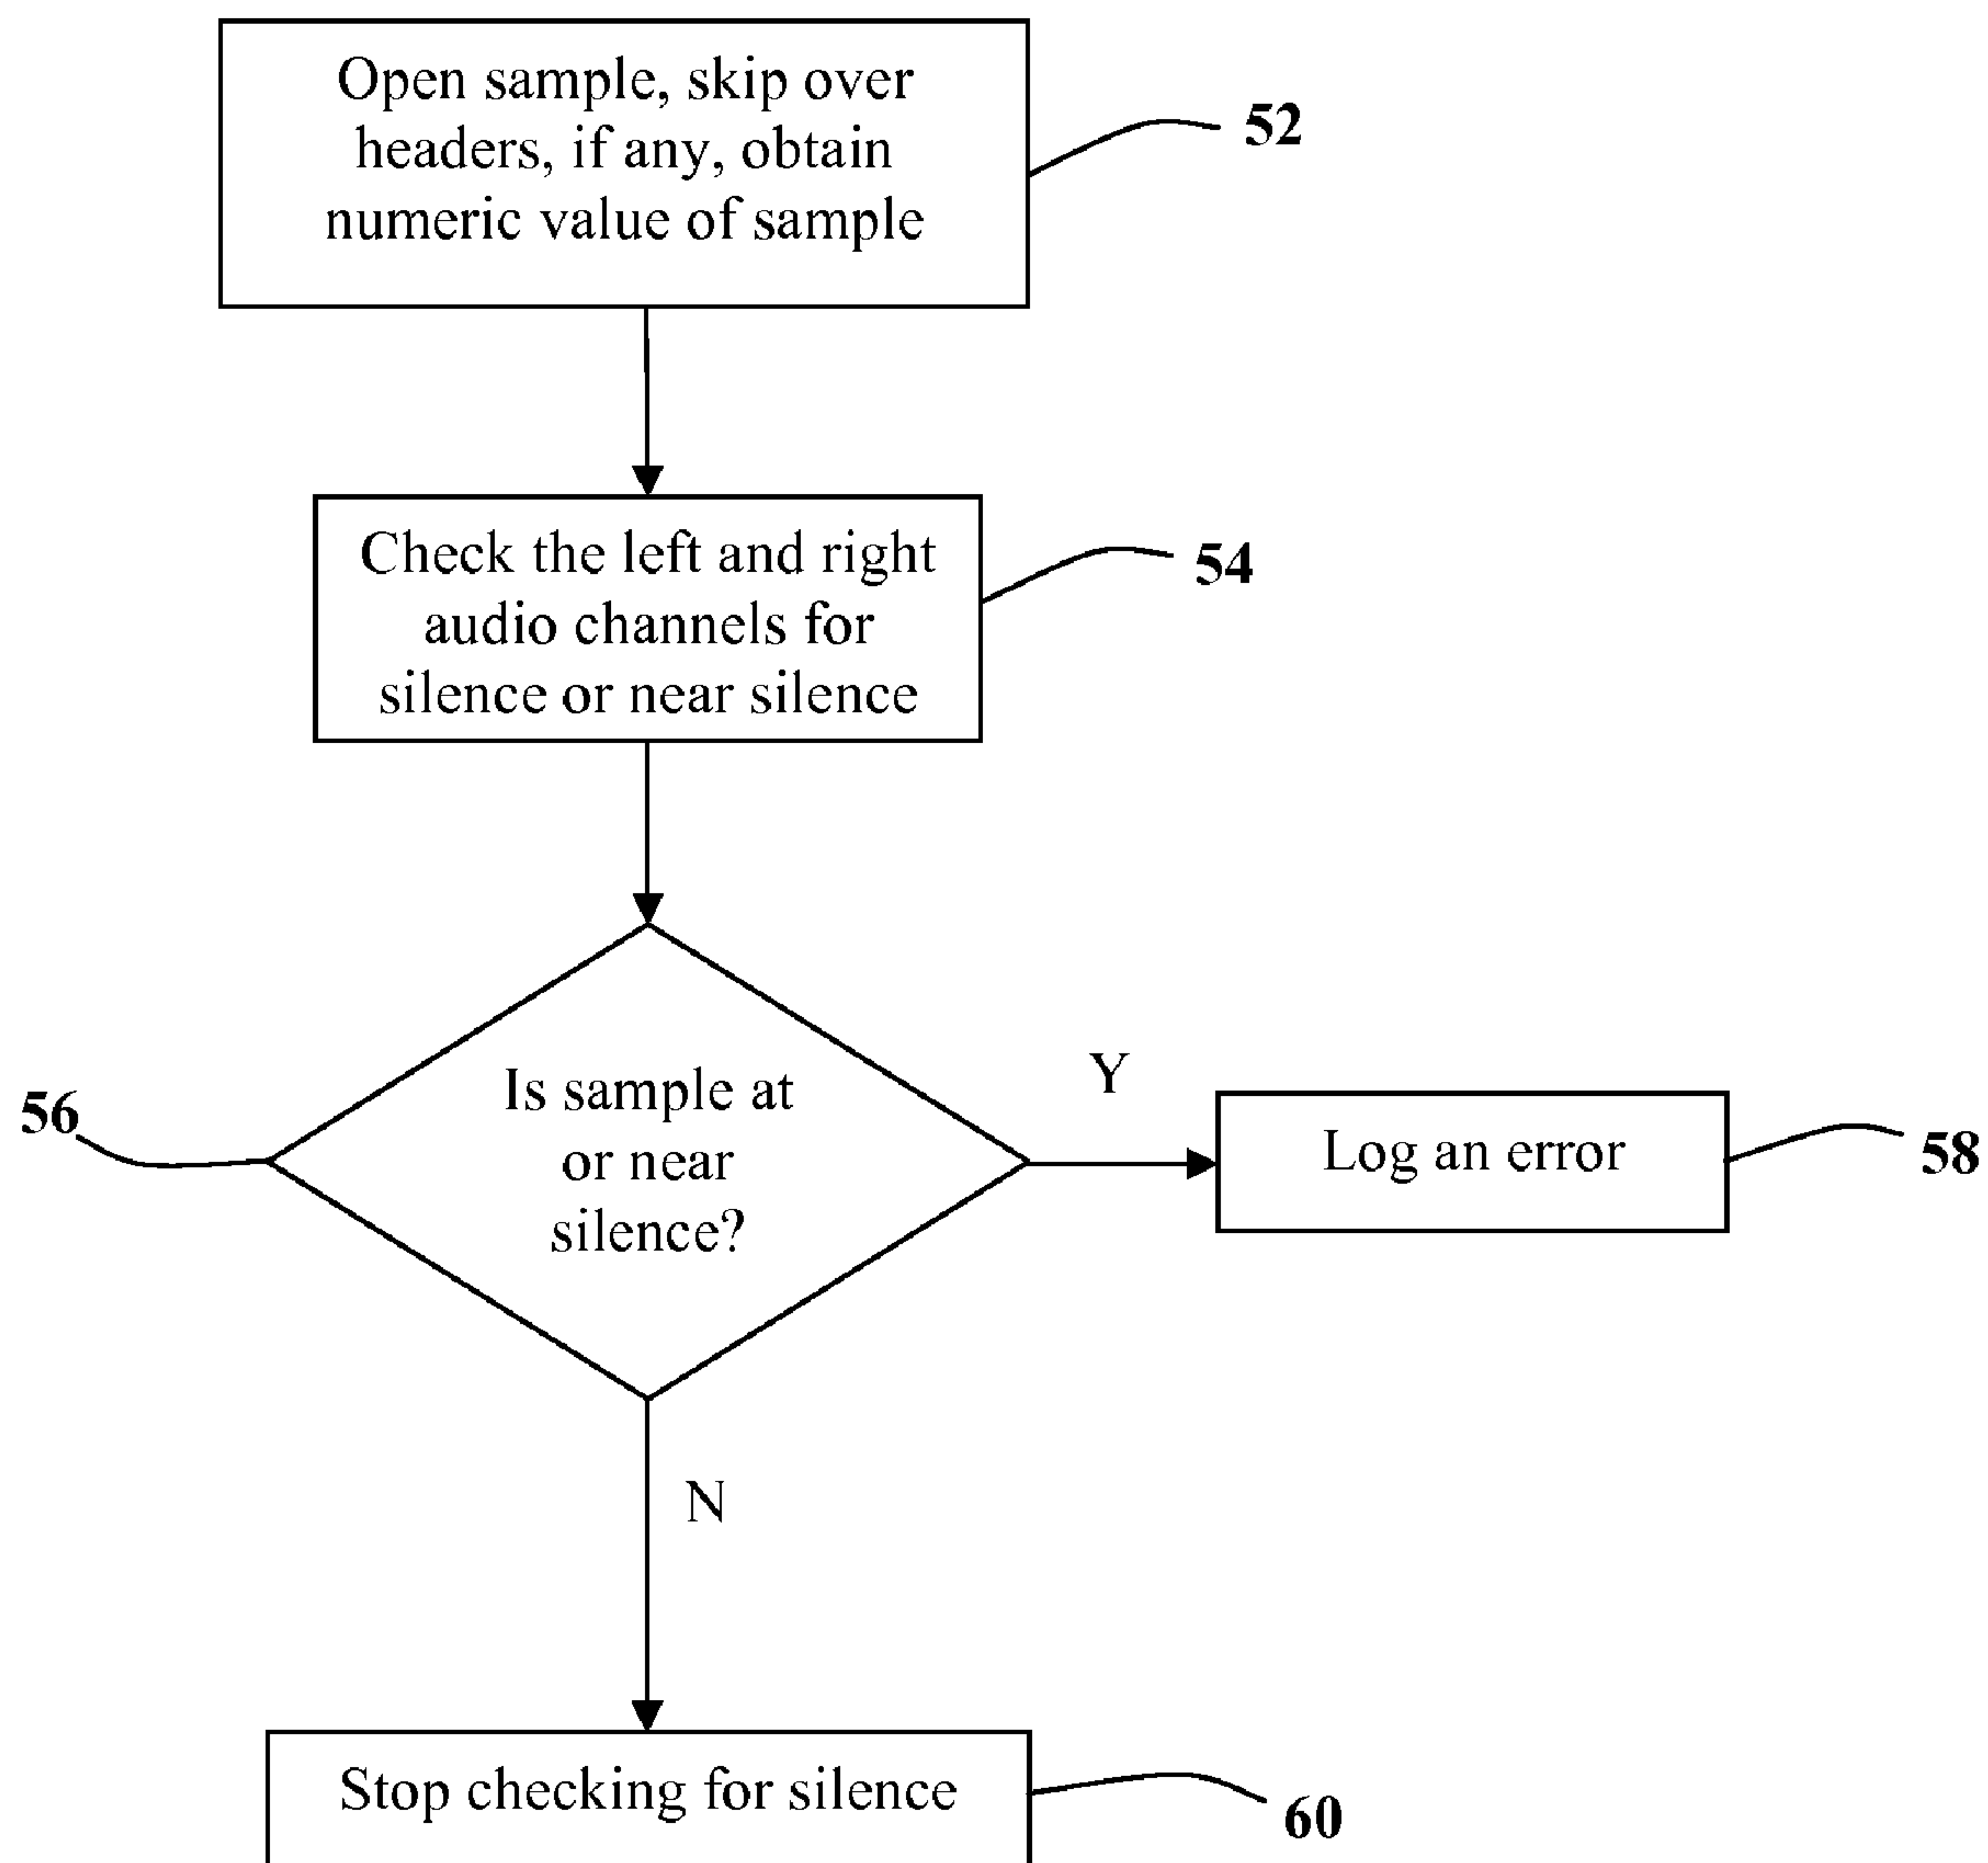 Open sample, skip over
headers, if any, obtain
numeric value of sample
52
Check the left and right
audio channels for
silence or near silence
54
Is sample at
or near
silence?
56
Y
Log an error
58
N
Stop checking for silence
60